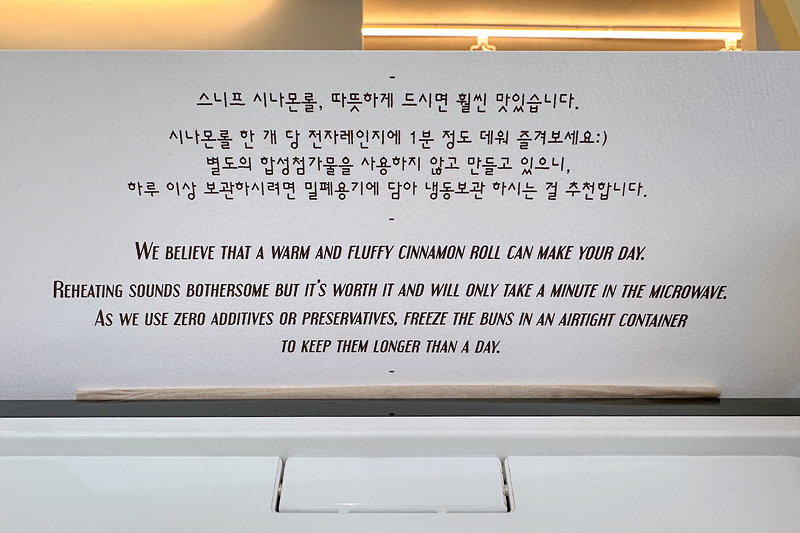 -
스니프 시나몬롤, 따뜻하게 드시면 훨씬 맛있습니다.
시나몬롤 한 개 당 전자레인지에 1분 정도 데워 즐겨보세요:)
별도의 합성첨가물을 사용하지 않고 만들고 있으니,
하루 이상 보관하시려면 밀폐용기에 담아 냉동보관 하시는 걸 추천합니다.
-
WE BELIEVE THAT A WARM AND FLUFFY CINNAMON ROLL CAN MAKE YOUR DAY.
REHEATING SOUNDS BOTHERSOME BUT IT'S WORTH IT AND WILL ONLY TAKE A MINUTE IN THE MICROWAVE.
AS WE USE ZERO ADDITIVES OR PRESERVATIVES, FREEZE THE BUNS IN AN AIRTIGHT CONTAINER
TO KEEP THEM LONGER THAN A DAY.
-